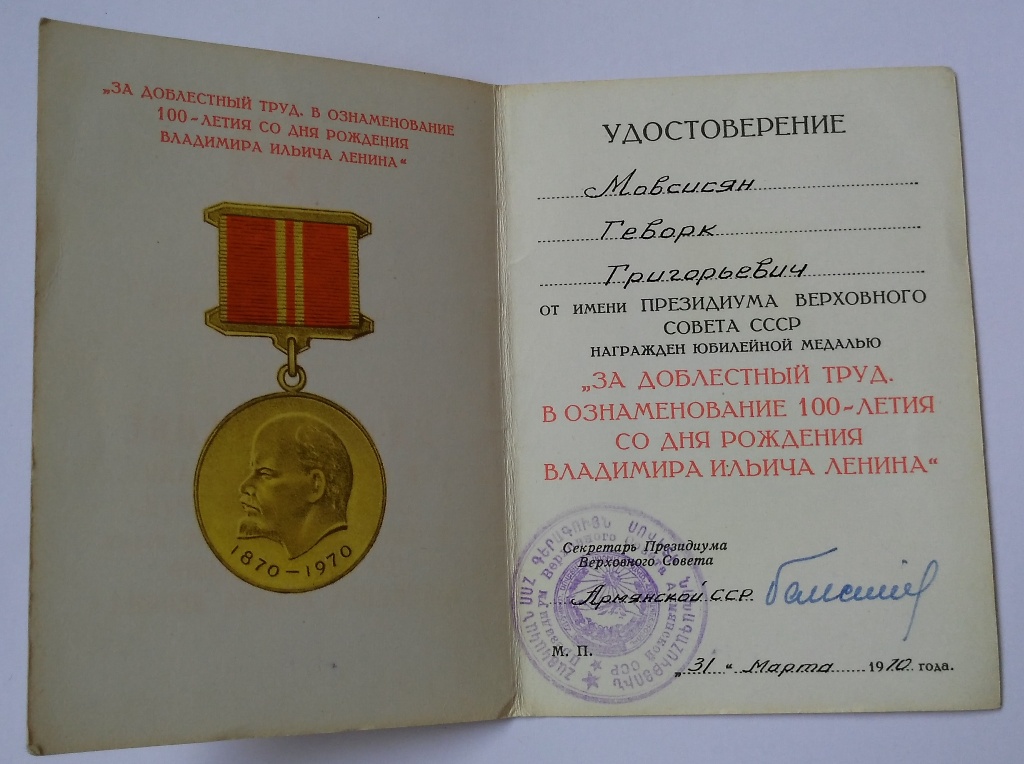 „ЗА ДОБЛЕСТНЫЙ ТРУД. В ОЗНАМЕНОВАНИЕ
100-ЛЕТИЯ СО ДНЯ РОЖДЕНИЯ
ВЛАДИМИРА ИЛЬИЧА ЛЕНИНА“
1870-1970
УДОСТОВЕРЕНИЕ
Мовсисян
Геворк
Григорьевич
ОТ ИМЕНИ ПРЕЗИДИУМА ВЕРХОВНОГО
СОВЕТА СССР
НАГРАЖДЕН ЮБИЛЕЙНОЙ МЕДАЛЬЮ
„ЗА ДОБЛЕСТНЫЙ ТРУД.
В ОЗНАМЕНОВАНИЕ 100-ЛЕТИЯ
СО ДНЯ РОЖДЕНИЯ
ВЛАДИМИРА ИЛЬИЧА ЛЕНИНА“
Секретарь Президиума
Верховного Совета
Армянской ССР
М. П.
„31“ Марта 1970 года.